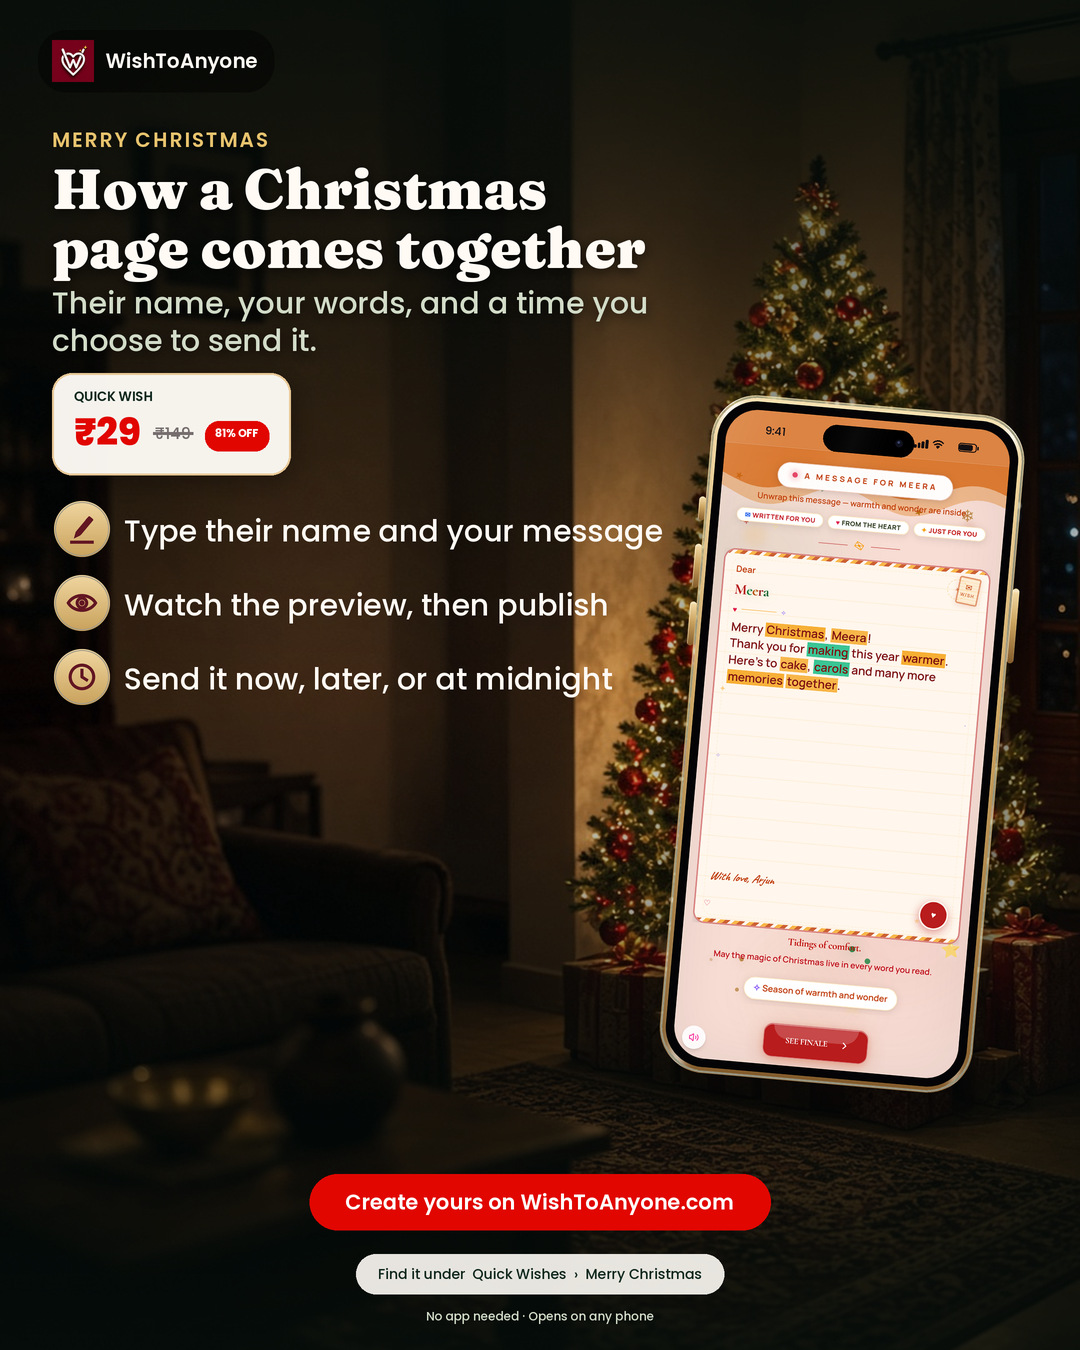 WishToAnyone
MERRY CHRISTMAS
How a Christmas
page comes together
Their name, your words, and a time you
choose to send it.
QUICK WISH
₹29 ₹149 81% OFF
Type their name and your message
Watch the preview, then publish
Send it now, later, or at midnight
9:41
A MESSAGE FOR MEERA
Unwrap this message — warmth and wonder are inside.
WRITTEN FOR YOU FROM THE HEART JUST FOR YOU
Dear
WISH
Meera
Merry Christmas, Meera!
Thank you for making this year warmer.
Here's to cake, carols and many more
memories together.
With love, Arjun
Tidings of comfort.
May the magic of Christmas live in every word you read.
Season of warmth and wonder
SEE FINALE
Create yours on WishToAnyone.com
Find it under Quick Wishes › Merry Christmas
No app needed · Opens on any phone